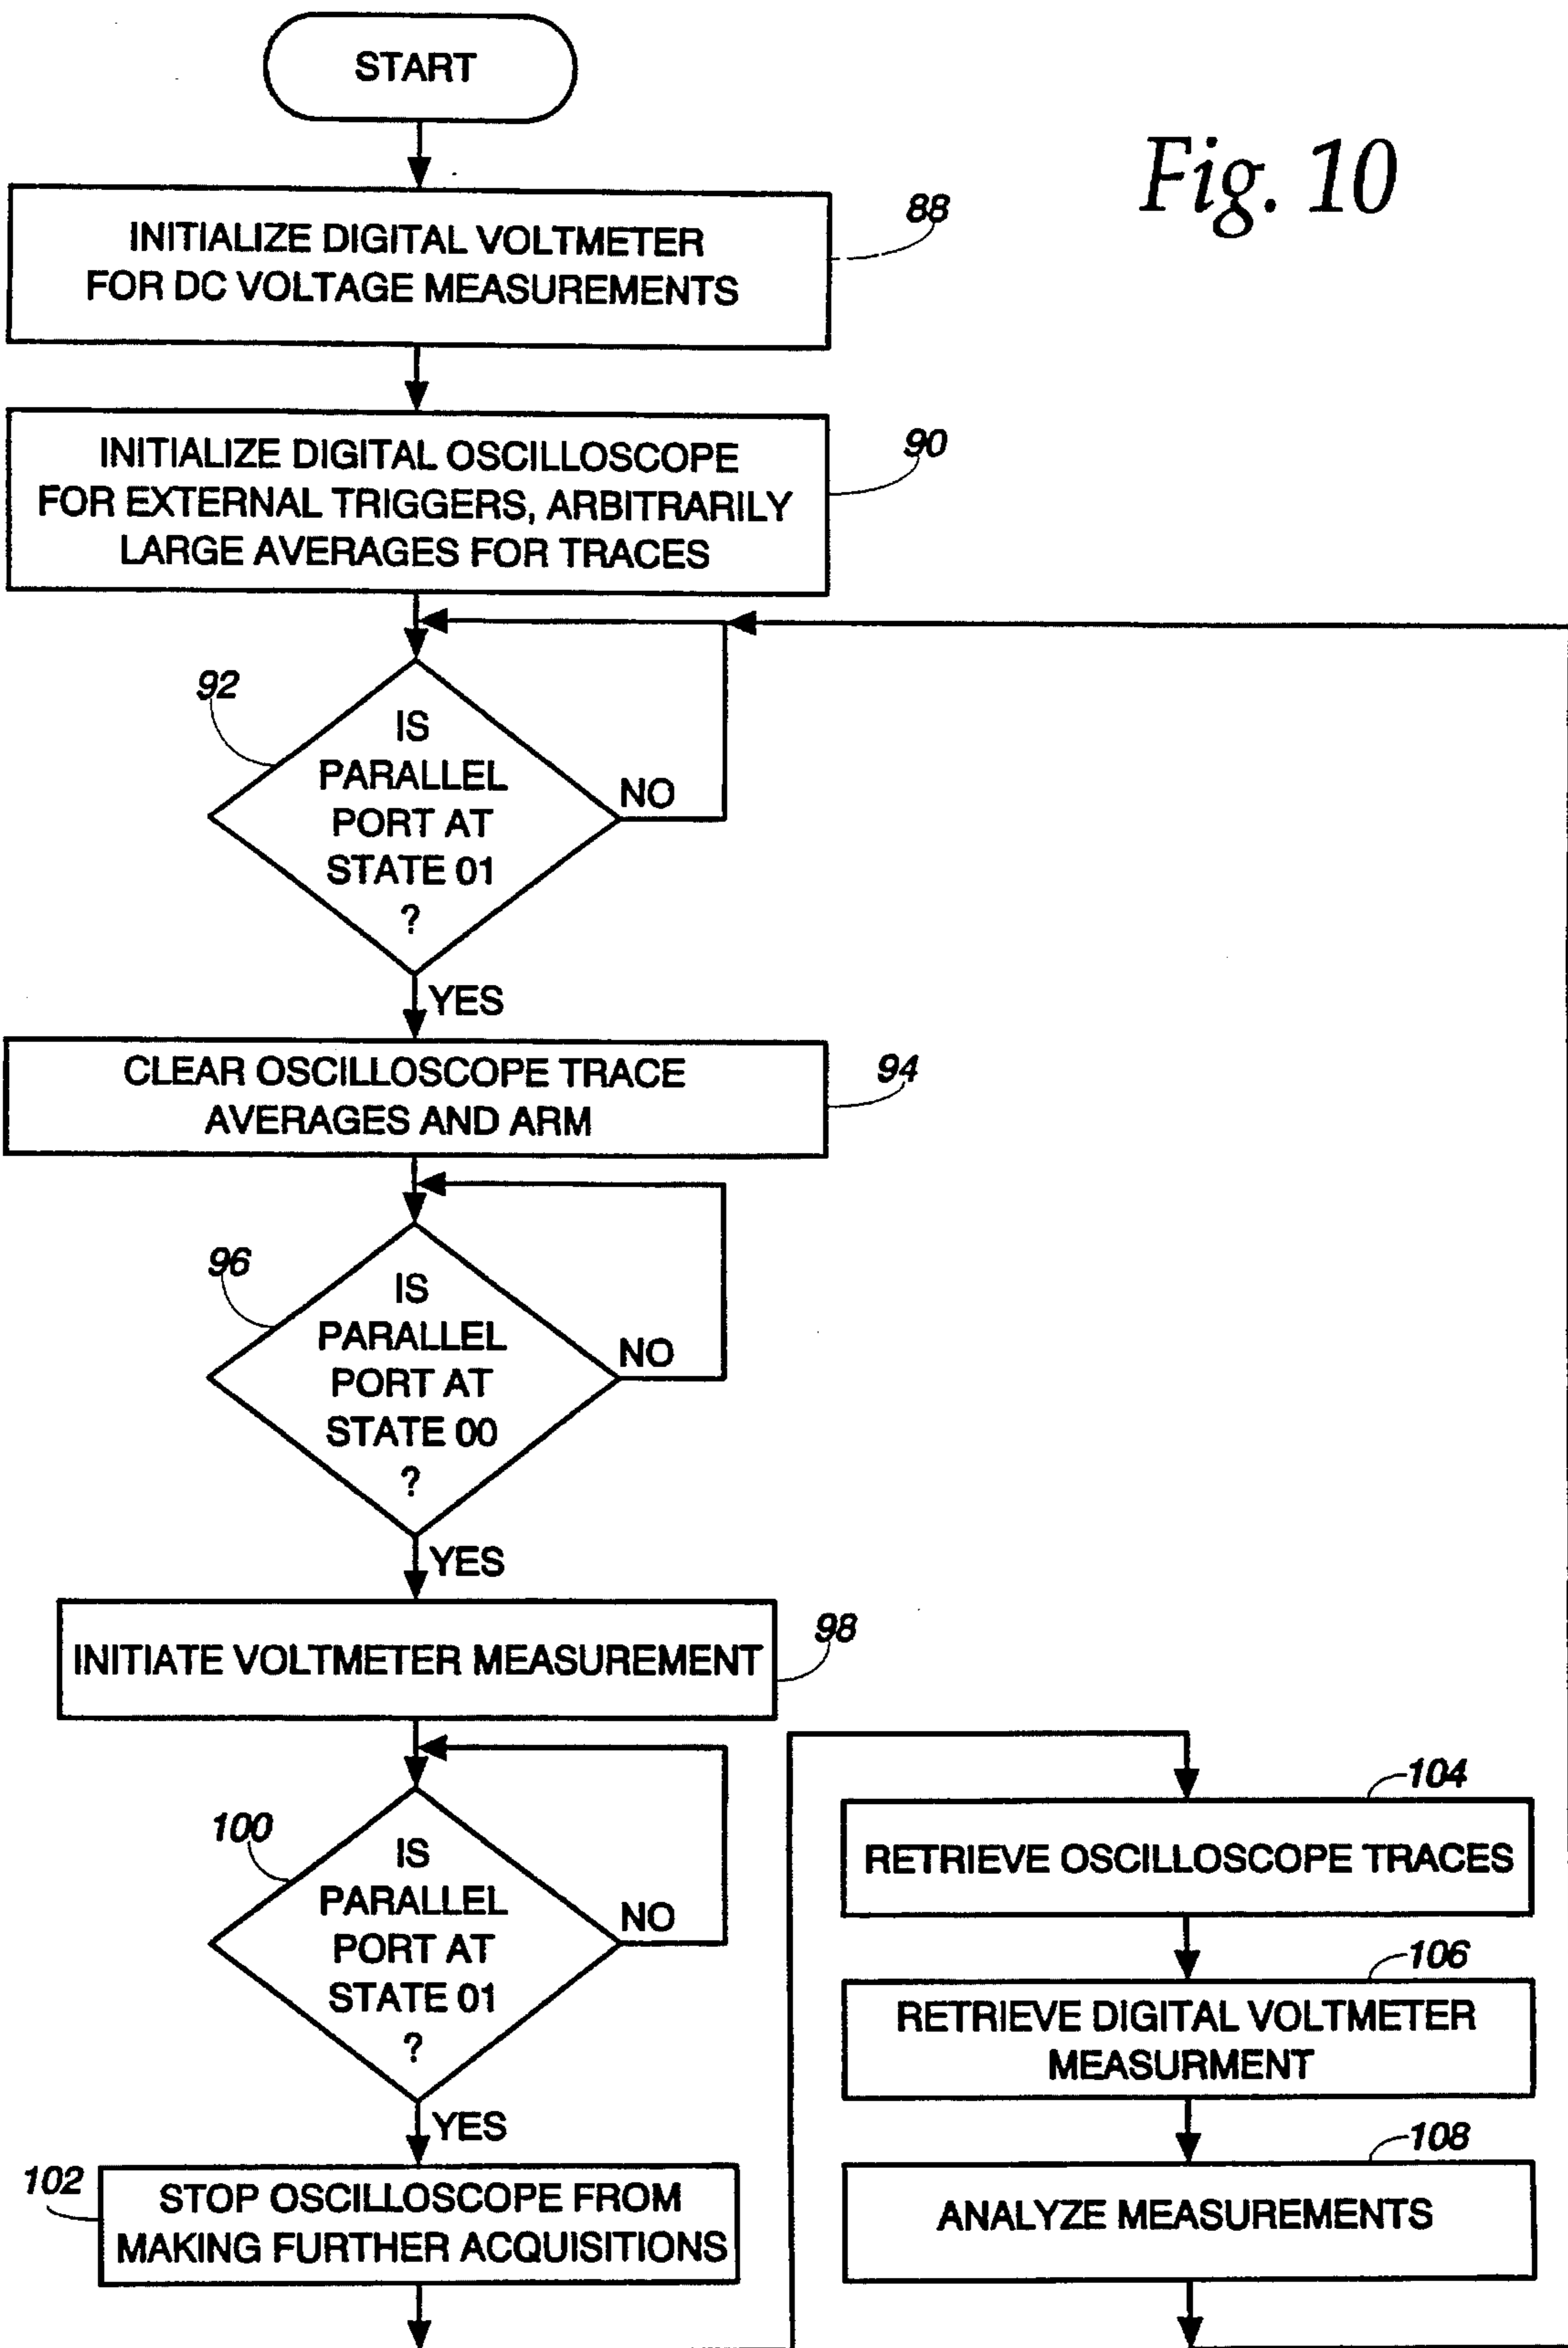 START
Fig. 10
INITIALIZE DIGITAL VOLTMETER
FOR DC VOLTAGE MEASUREMENTS
88
INITIALIZE DIGITAL OSCILLOSCOPE
FOR EXTERNAL TRIGGERS, ARBITRARILY
LARGE AVERAGES FOR TRACES
90
92
IS
PARALLEL
PORT AT
STATE 01
?
NO
YES
CLEAR OSCILLOSCOPE TRACE
AVERAGES AND ARM
94
96
IS
PARALLEL
PORT AT
STATE 00
?
NO
YES
INITIATE VOLTMETER MEASUREMENT
98
100
IS
PARALLEL
PORT AT
STATE 01
?
NO
YES
102
STOP OSCILLOSCOPE FROM
MAKING FURTHER ACQUISITIONS
104
RETRIEVE OSCILLOSCOPE TRACES
106
RETRIEVE DIGITAL VOLTMETER
MEASURMENT
108
ANALYZE MEASUREMENTS